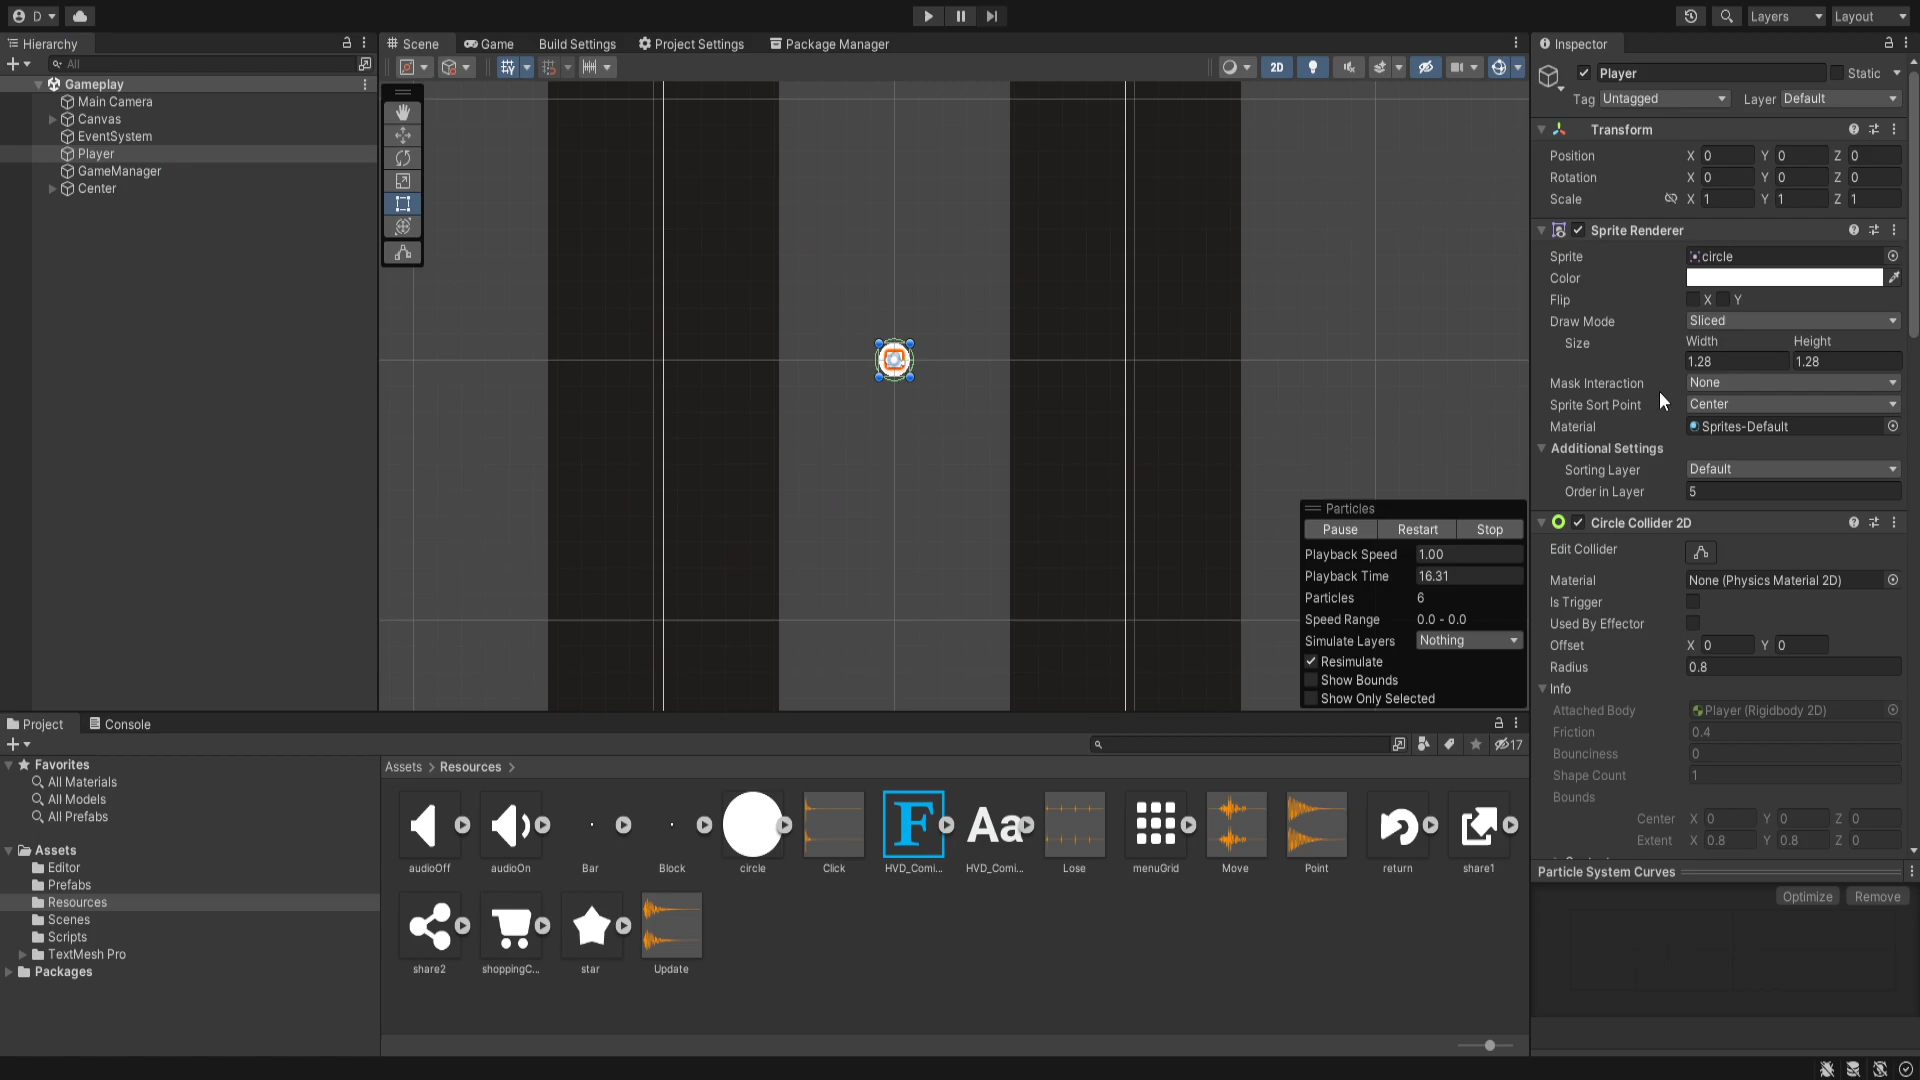 D
Layers
Layout
Hierarchy
All
Gameplay
Main Camera
Canvas
EventSystem
Player
GameManager
Center
Scene
Game
Build Settings
Project Settings
Package Manager
2D
Particles
Pause Restart Stop
Playback Speed 1.00
Playback Time 16.31
Particles 6
Speed Range 0.0 - 0.0
Simulate Layers Nothing
Resimulate
Show Bounds
Show Only Selected
Inspector
Player Static
Tag Untagged Layer Default
Transform
Position X 0 Y 0 Z 0
Rotation X 0 Y 0 Z 0
Scale X 1 Y 1 Z 1
Sprite Renderer
Sprite circle
Color
Flip X Y
Draw Mode Sliced
Size Width Height
1.28 1.28
Mask Interaction None
Sprite Sort Point Center
Material Sprites-Default
Additional Settings
Sorting Layer Default
Order in Layer 5
Circle Collider 2D
Edit Collider
Material None (Physics Material 2D)
Is Trigger
Used By Effector
Offset X 0 Y 0
Radius 0.8
Info
Attached Body Player (Rigidbody 2D)
Friction 0.4
Bounciness 0
Shape Count 1
Bounds
Center X 0 Y 0 Z 0
Extent X 0.8 Y 0.8 Z 0
Particle System Curves
Optimize Remove
Project
Console
17
Favorites
All Materials
All Models
All Prefabs
Assets
Editor
Prefabs
Resources
Scenes
Scripts
TextMesh Pro
Packages
Assets > Resources >
F
Aa
audioOff audioOn Bar Block circle Click HVD_Comi... HVD_Comi... Lose menuGrid Move Point return share1
share2 shoppingC... star Update